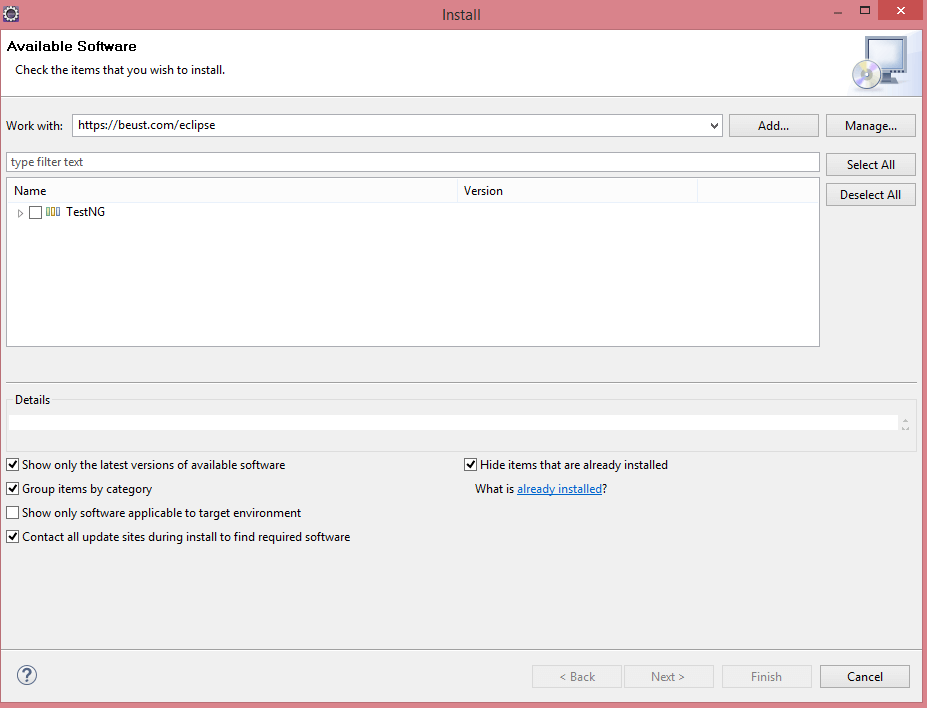 Install
Available Software
Check the items that you wish to install.
Work with: https://beust.com/eclipse Add... Manage...
type filter text Select All
Name Version Deselect All
TestNG
Details
Show only the latest versions of available software Hide items that are already installed
Group items by category What is already installed?
Show only software applicable to target environment
Contact all update sites during install to find required software
? < Back Next > Finish Cancel